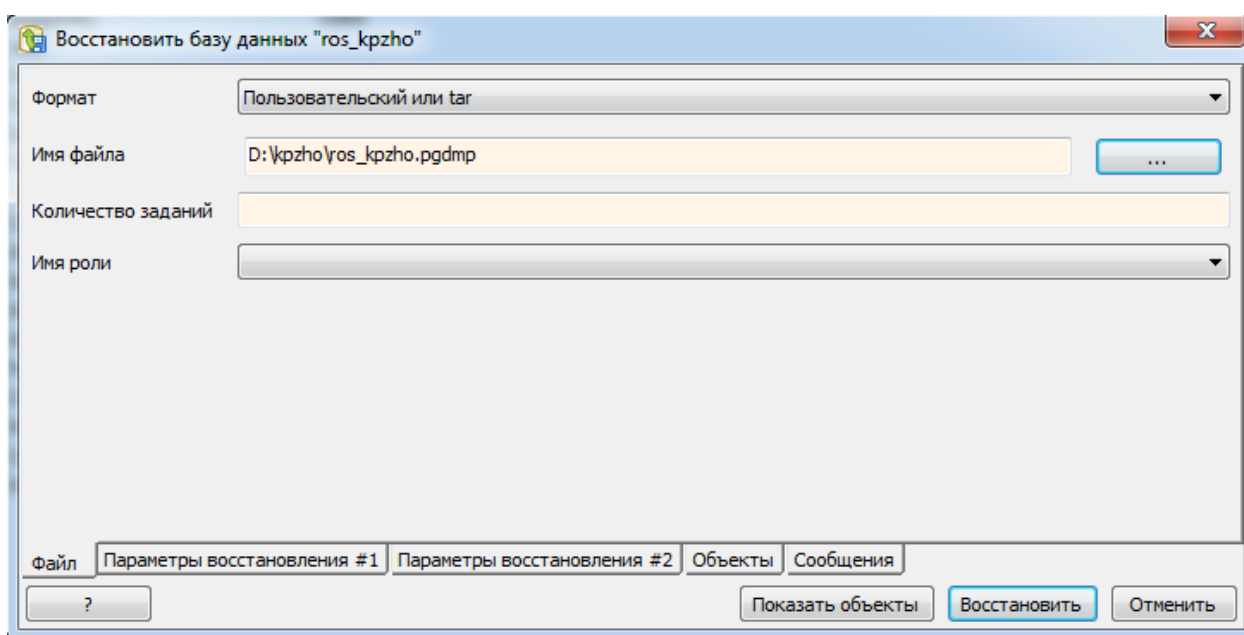 Восстановить базу данных "ros_kpzho"
Формат
Пользовательский или tar
Имя файла
D:\kpzho\ros_kpzho.pgdmp
...
Количество заданий
Имя роли
Файл Параметры восстановления #1 Параметры восстановления #2 Объекты Сообщения
? Показать объекты Восстановить Отменить